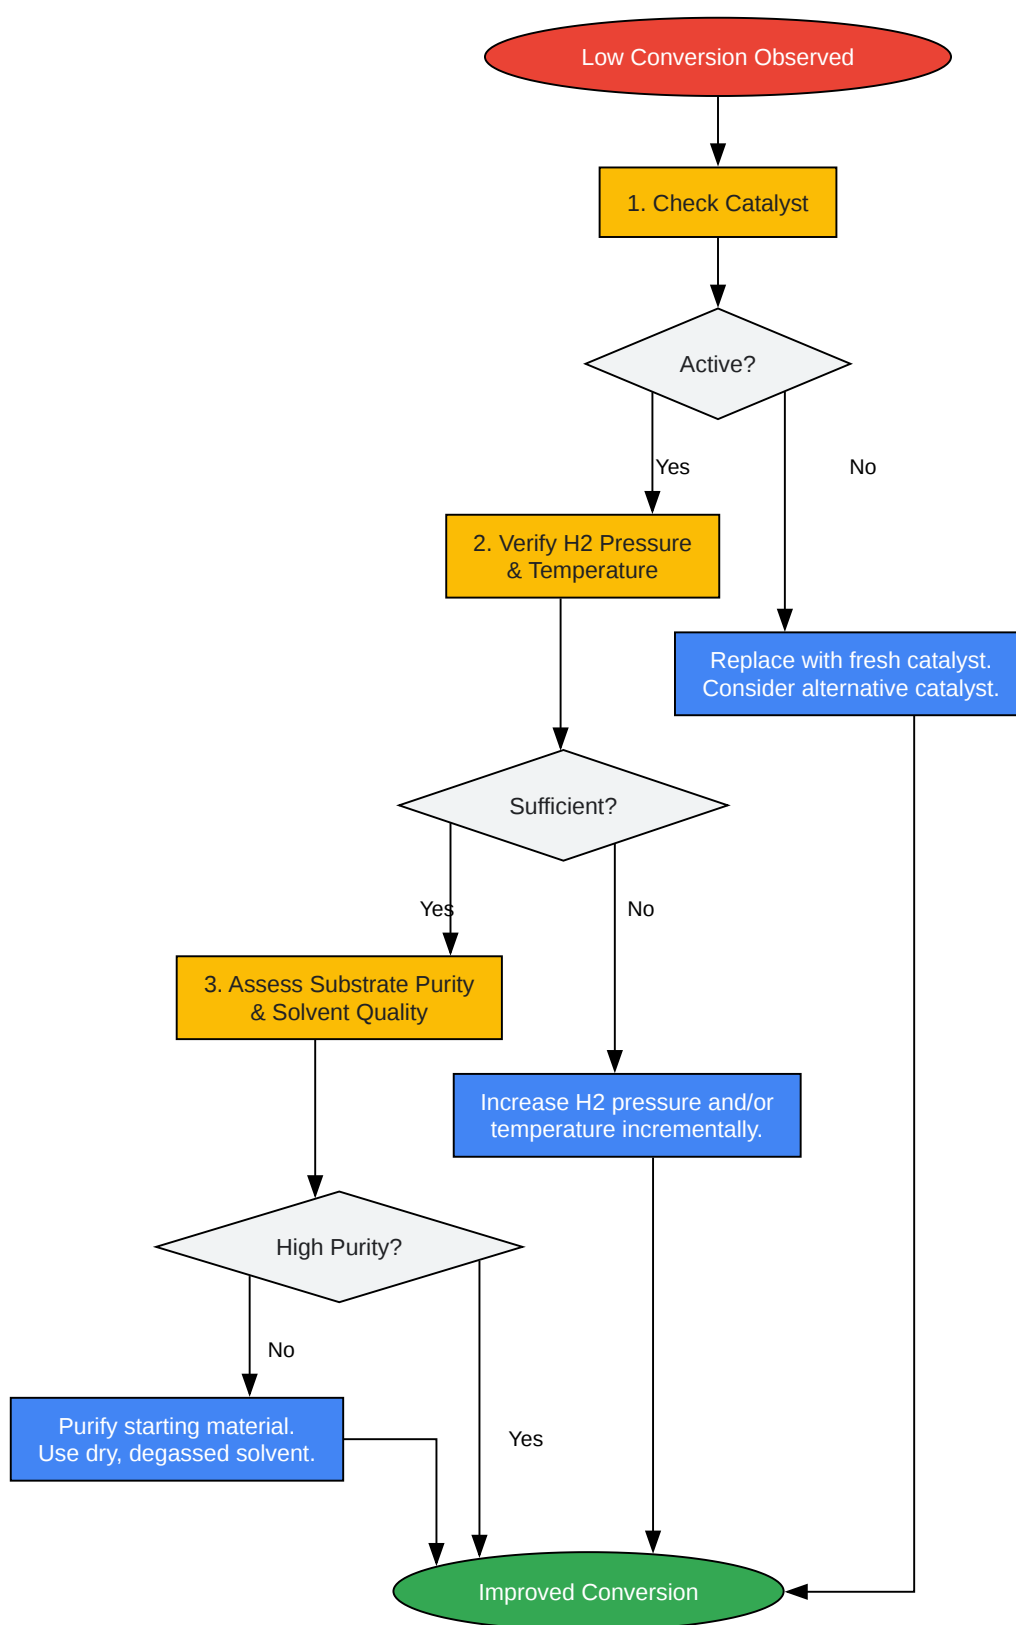 Low Conversion Observed
1. Check Catalyst
Active?
Yes
No
2. Verify H2 Pressure
& Temperature
Replace with fresh catalyst.
Consider alternative catalyst.
Sufficient?
Yes
No
3. Assess Substrate Purity
& Solvent Quality
Increase H2 pressure and/or
temperature incrementally.
High Purity?
No
Purify starting material.
Use dry, degassed solvent.
Yes
Improved Conversion